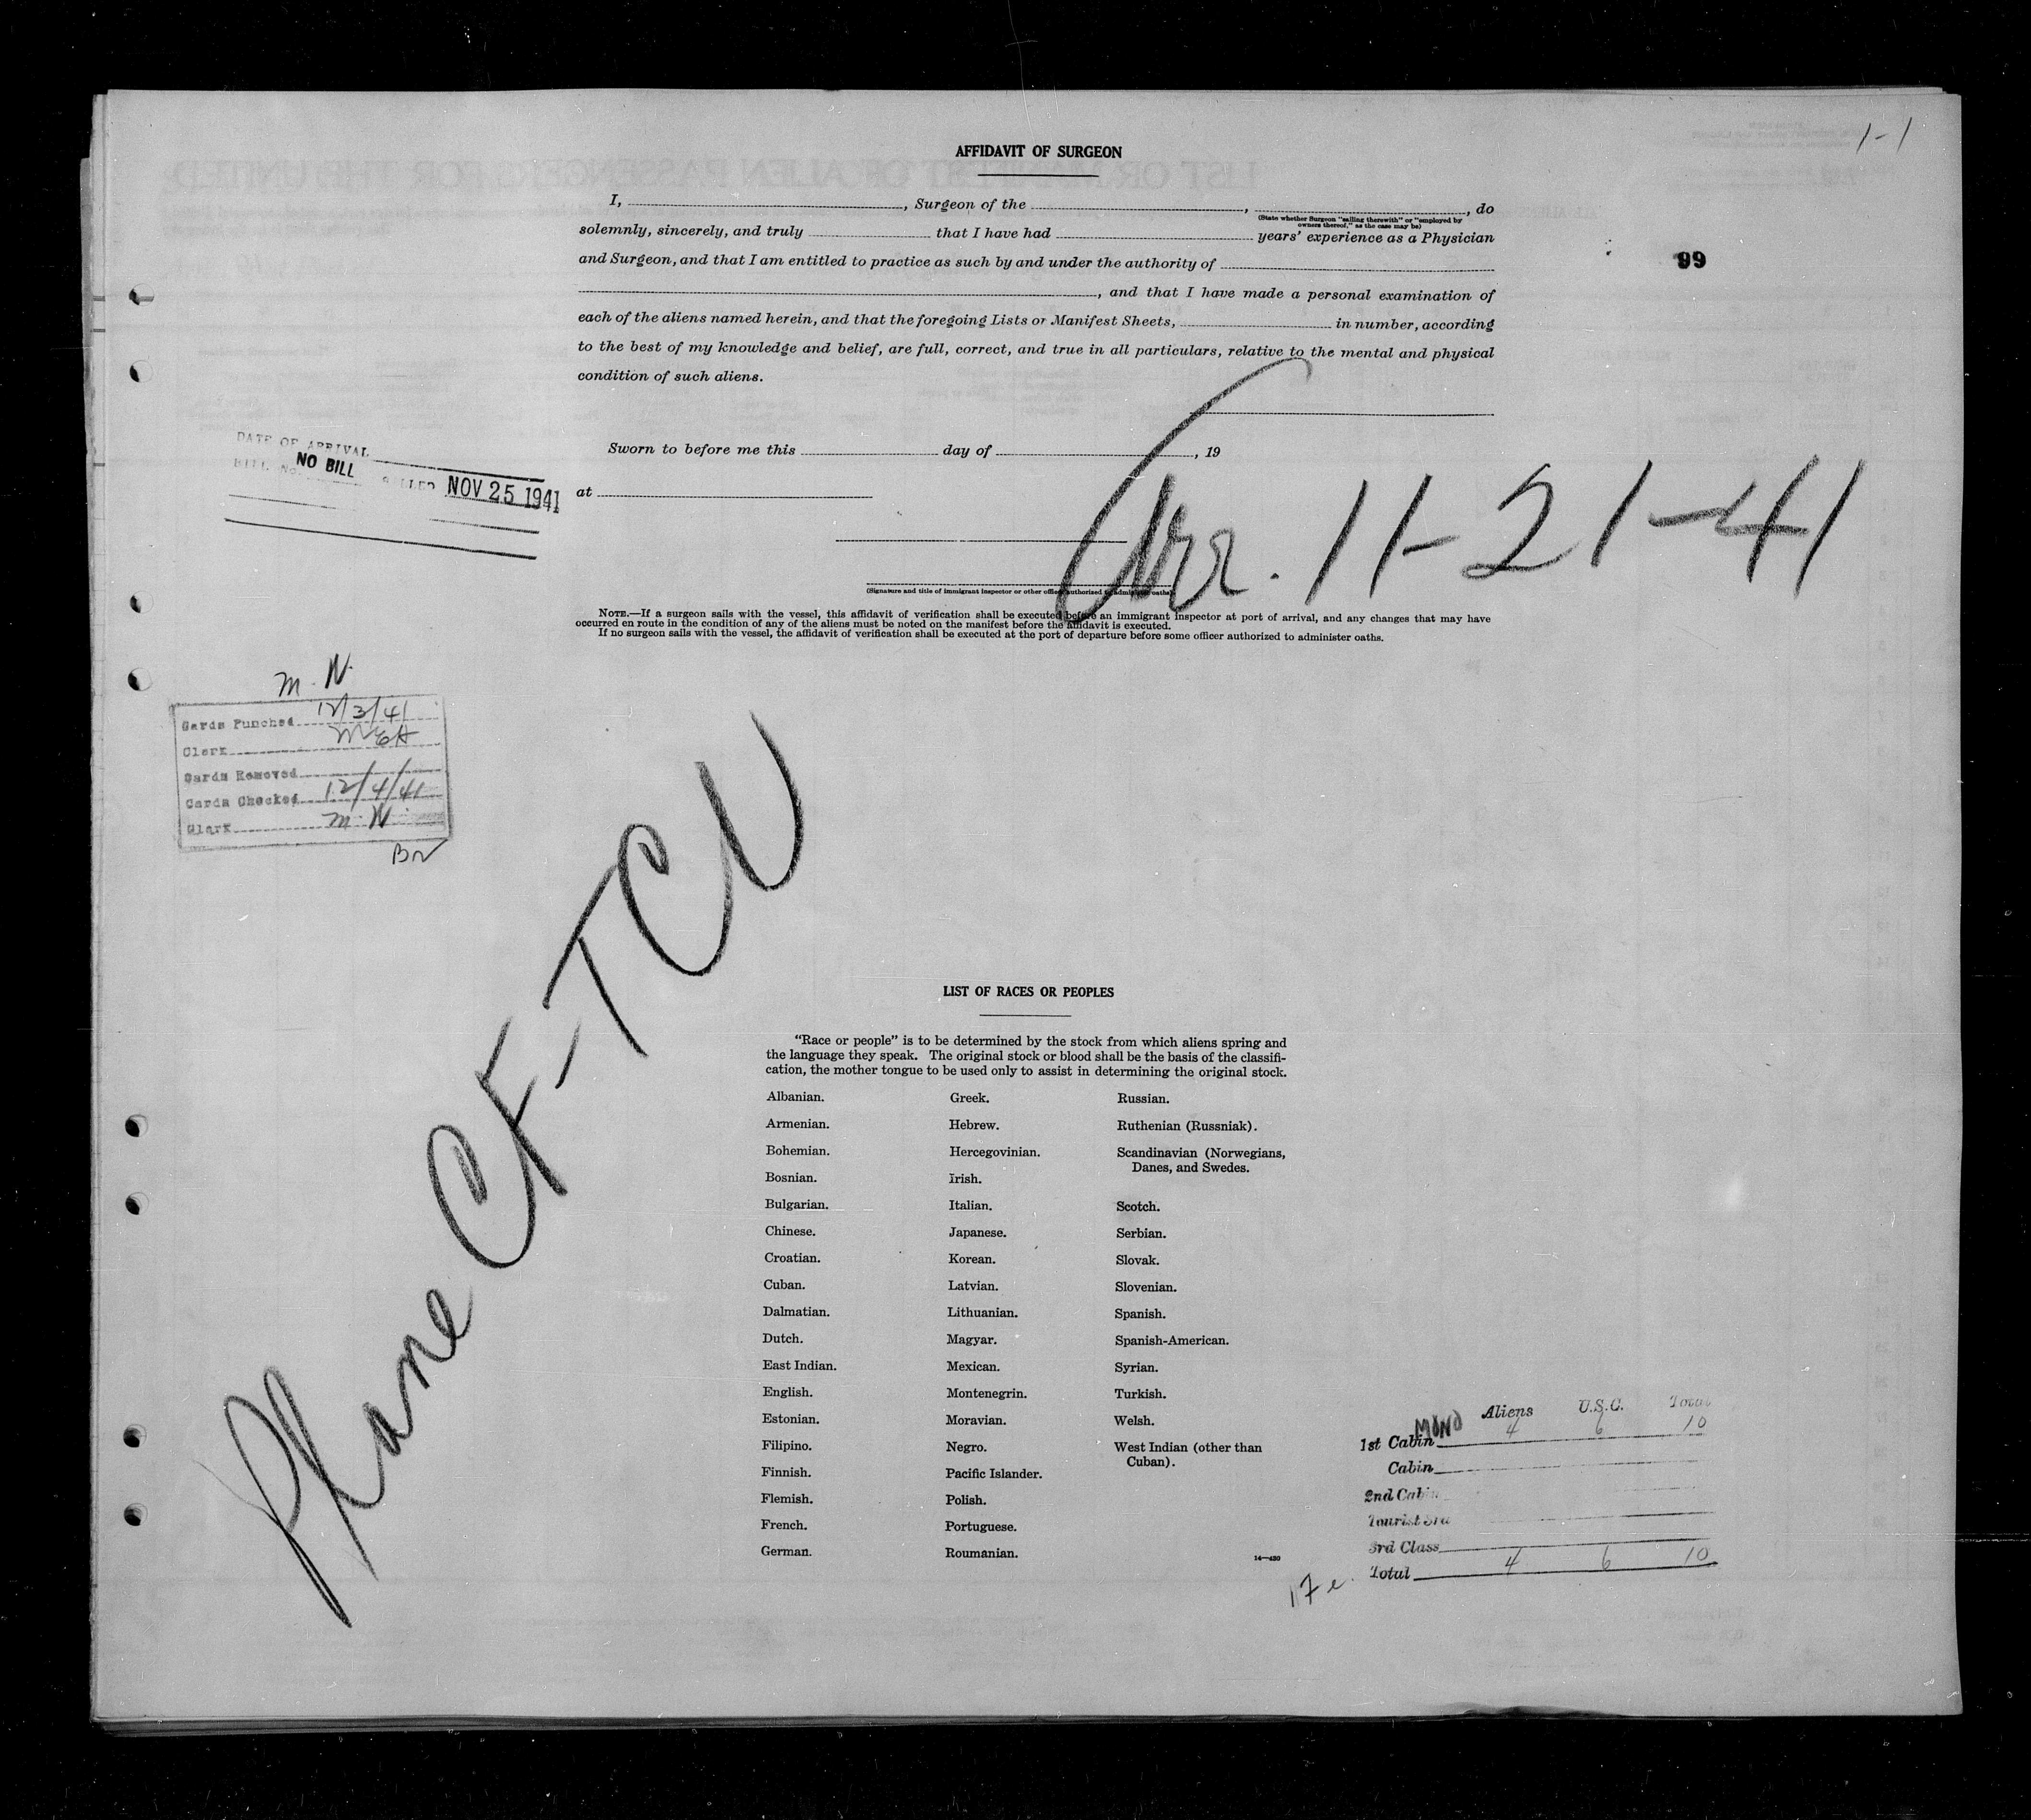 1-1
AFFIDAVIT OF SURGEON
I, , Surgeon of the , , do
(State whether Surgeon "sailing therewith" or "employed by
owners thereof," as the case may be)
solemnly, sincerely, and truly that I have had years' experience as a Physician
and Surgeon, and that I am entitled to practice as such by and under the authority of
, and that I have made a personal examination of
each of the aliens named herein, and that the foregoing Lists or Manifest Sheets, in number, according
to the best of my knowledge and belief, are full, correct, and true in all particulars, relative to the mental and physical
condition of such aliens.
99
Sworn to before me this day of , 19
at
Arr. 11-21-41
(Signature and title of immigrant inspector or other officer authorized to administer oaths)
NOTE.—If a surgeon sails with the vessel, this affidavit of verification shall be executed before an immigrant inspector at port of arrival, and any changes that may have
occurred en route in the condition of any of the aliens must be noted on the manifest before the affidavit is executed.
If no surgeon sails with the vessel, the affidavit of verification shall be executed at the port of departure before some officer authorized to administer oaths.
DATE OF ARRIVAL
BILL NO. NO BILL BILLED NOV 25 1941
M. N.
Cards Punched 12/3/41
Clerk MEH
Cards Removed
Cards Checked 12/4/41
Clerk M. N.
Plane CF-TCU
LIST OF RACES OR PEOPLES
"Race or people" is to be determined by the stock from which aliens spring and
the language they speak. The original stock or blood shall be the basis of the classifi-
cation, the mother tongue to be used only to assist in determining the original stock.
Albanian. Greek. Russian.
Armenian. Hebrew. Ruthenian (Russniak).
Bohemian. Hercegovinian. Scandinavian (Norwegians,
Danes, and Swedes.
Bosnian. Irish.
Bulgarian. Italian. Scotch.
Chinese. Japanese. Serbian.
Croatian. Korean. Slovak.
Cuban. Latvian. Slovenian.
Dalmatian. Lithuanian. Spanish.
Dutch. Magyar. Spanish-American.
East Indian. Mexican. Syrian.
English. Montenegrin. Turkish.
Estonian. Moravian. Welsh.
Filipino. Negro. West Indian (other than
Cuban).
Finnish. Pacific Islander.
Flemish. Polish.
French. Portuguese.
German. Roumanian.
14—430
Aliens U.S.C. Total
MONO
1st Cabin 4 6 10
Cabin
2nd Cabin
Tourist 3rd
3rd Class
Total 4 6 10